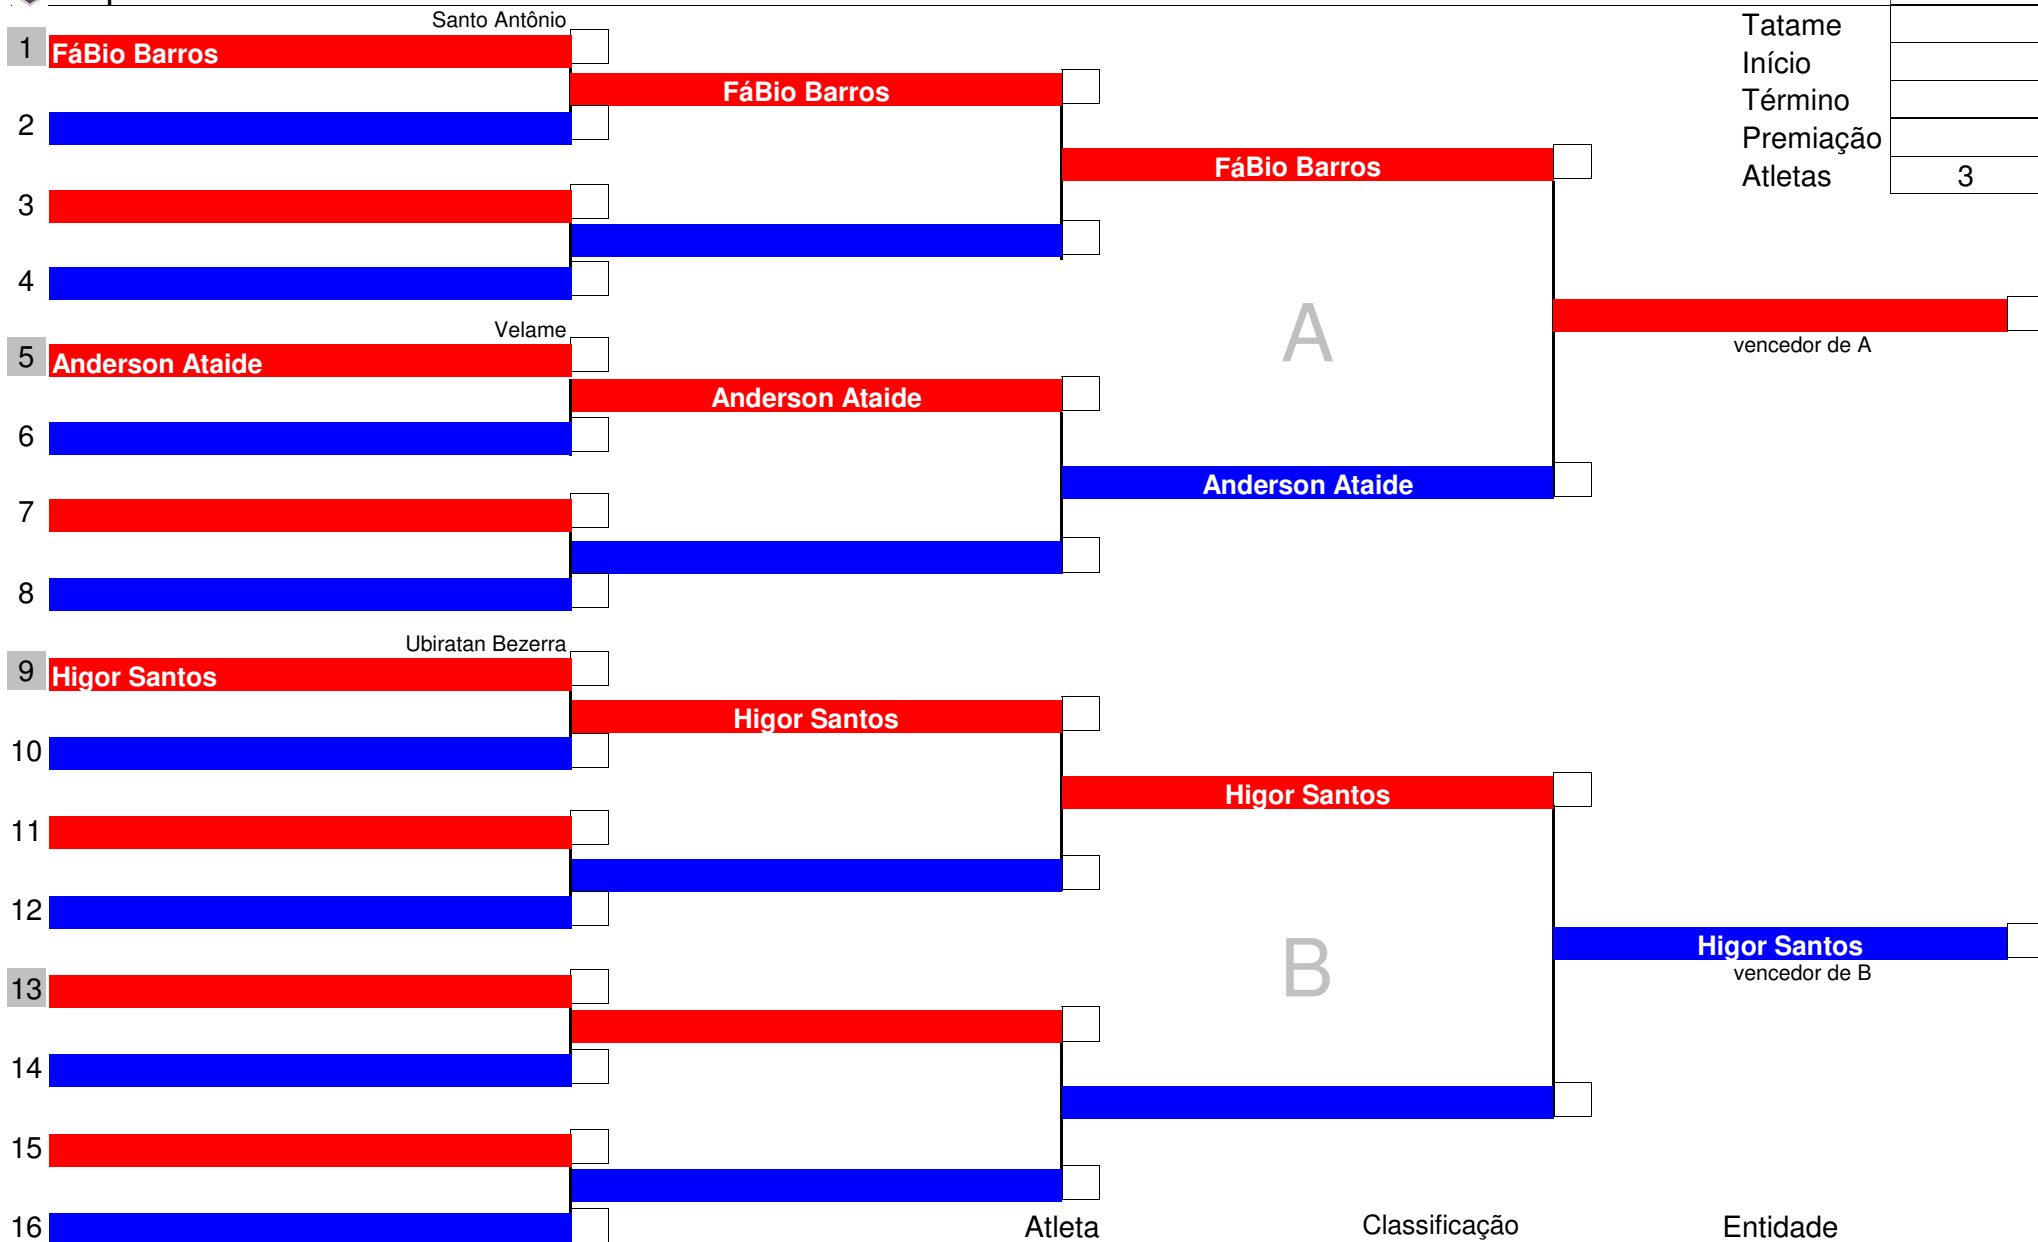 Santo Antônio
Tatame
1 FáBio Barros
Início
FáBio Barros
Término
2
Premiação
FáBio Barros
Atletas 3
3
4
A
Velame
vencedor de A
5 Anderson Ataide
Anderson Ataide
6
Anderson Ataide
7
8
Ubiratan Bezerra
9 Higor Santos
Higor Santos
10
Higor Santos
11
12
B
Higor Santos
vencedor de B
13
14
15
16
Atleta Classificação Entidade